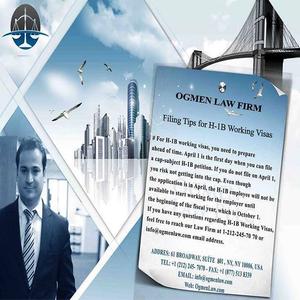 OGMEN LAW FIRM
Filing Tips for H-1B Working Visas
# For H-1B working visas, you need to prepare
ahead of time. April 1 is the first day when you can file
a cap-subject H-1B petition. If you do not file on April 1,
you risk not getting into the cap. Even though
the application is in April, the H-1B employee will not be
available to start working for the employer until
the beginning of the fiscal year, which is October 1.
If you have any questions regarding H-1B Working Visas,
feel free to reach our Law Firm at 1-212-245-70 70 or
info@ogmenlaw.com email address.
ADDRES: 61 BROADWAY, SUİTE 801, NY, NY 10006, USA
TEL: +1 (212) 245- 7070 - FAX: +1 (877) 513 8339
EMAIL: info@ogmenlaw.com
Web: OgmenLaw.com